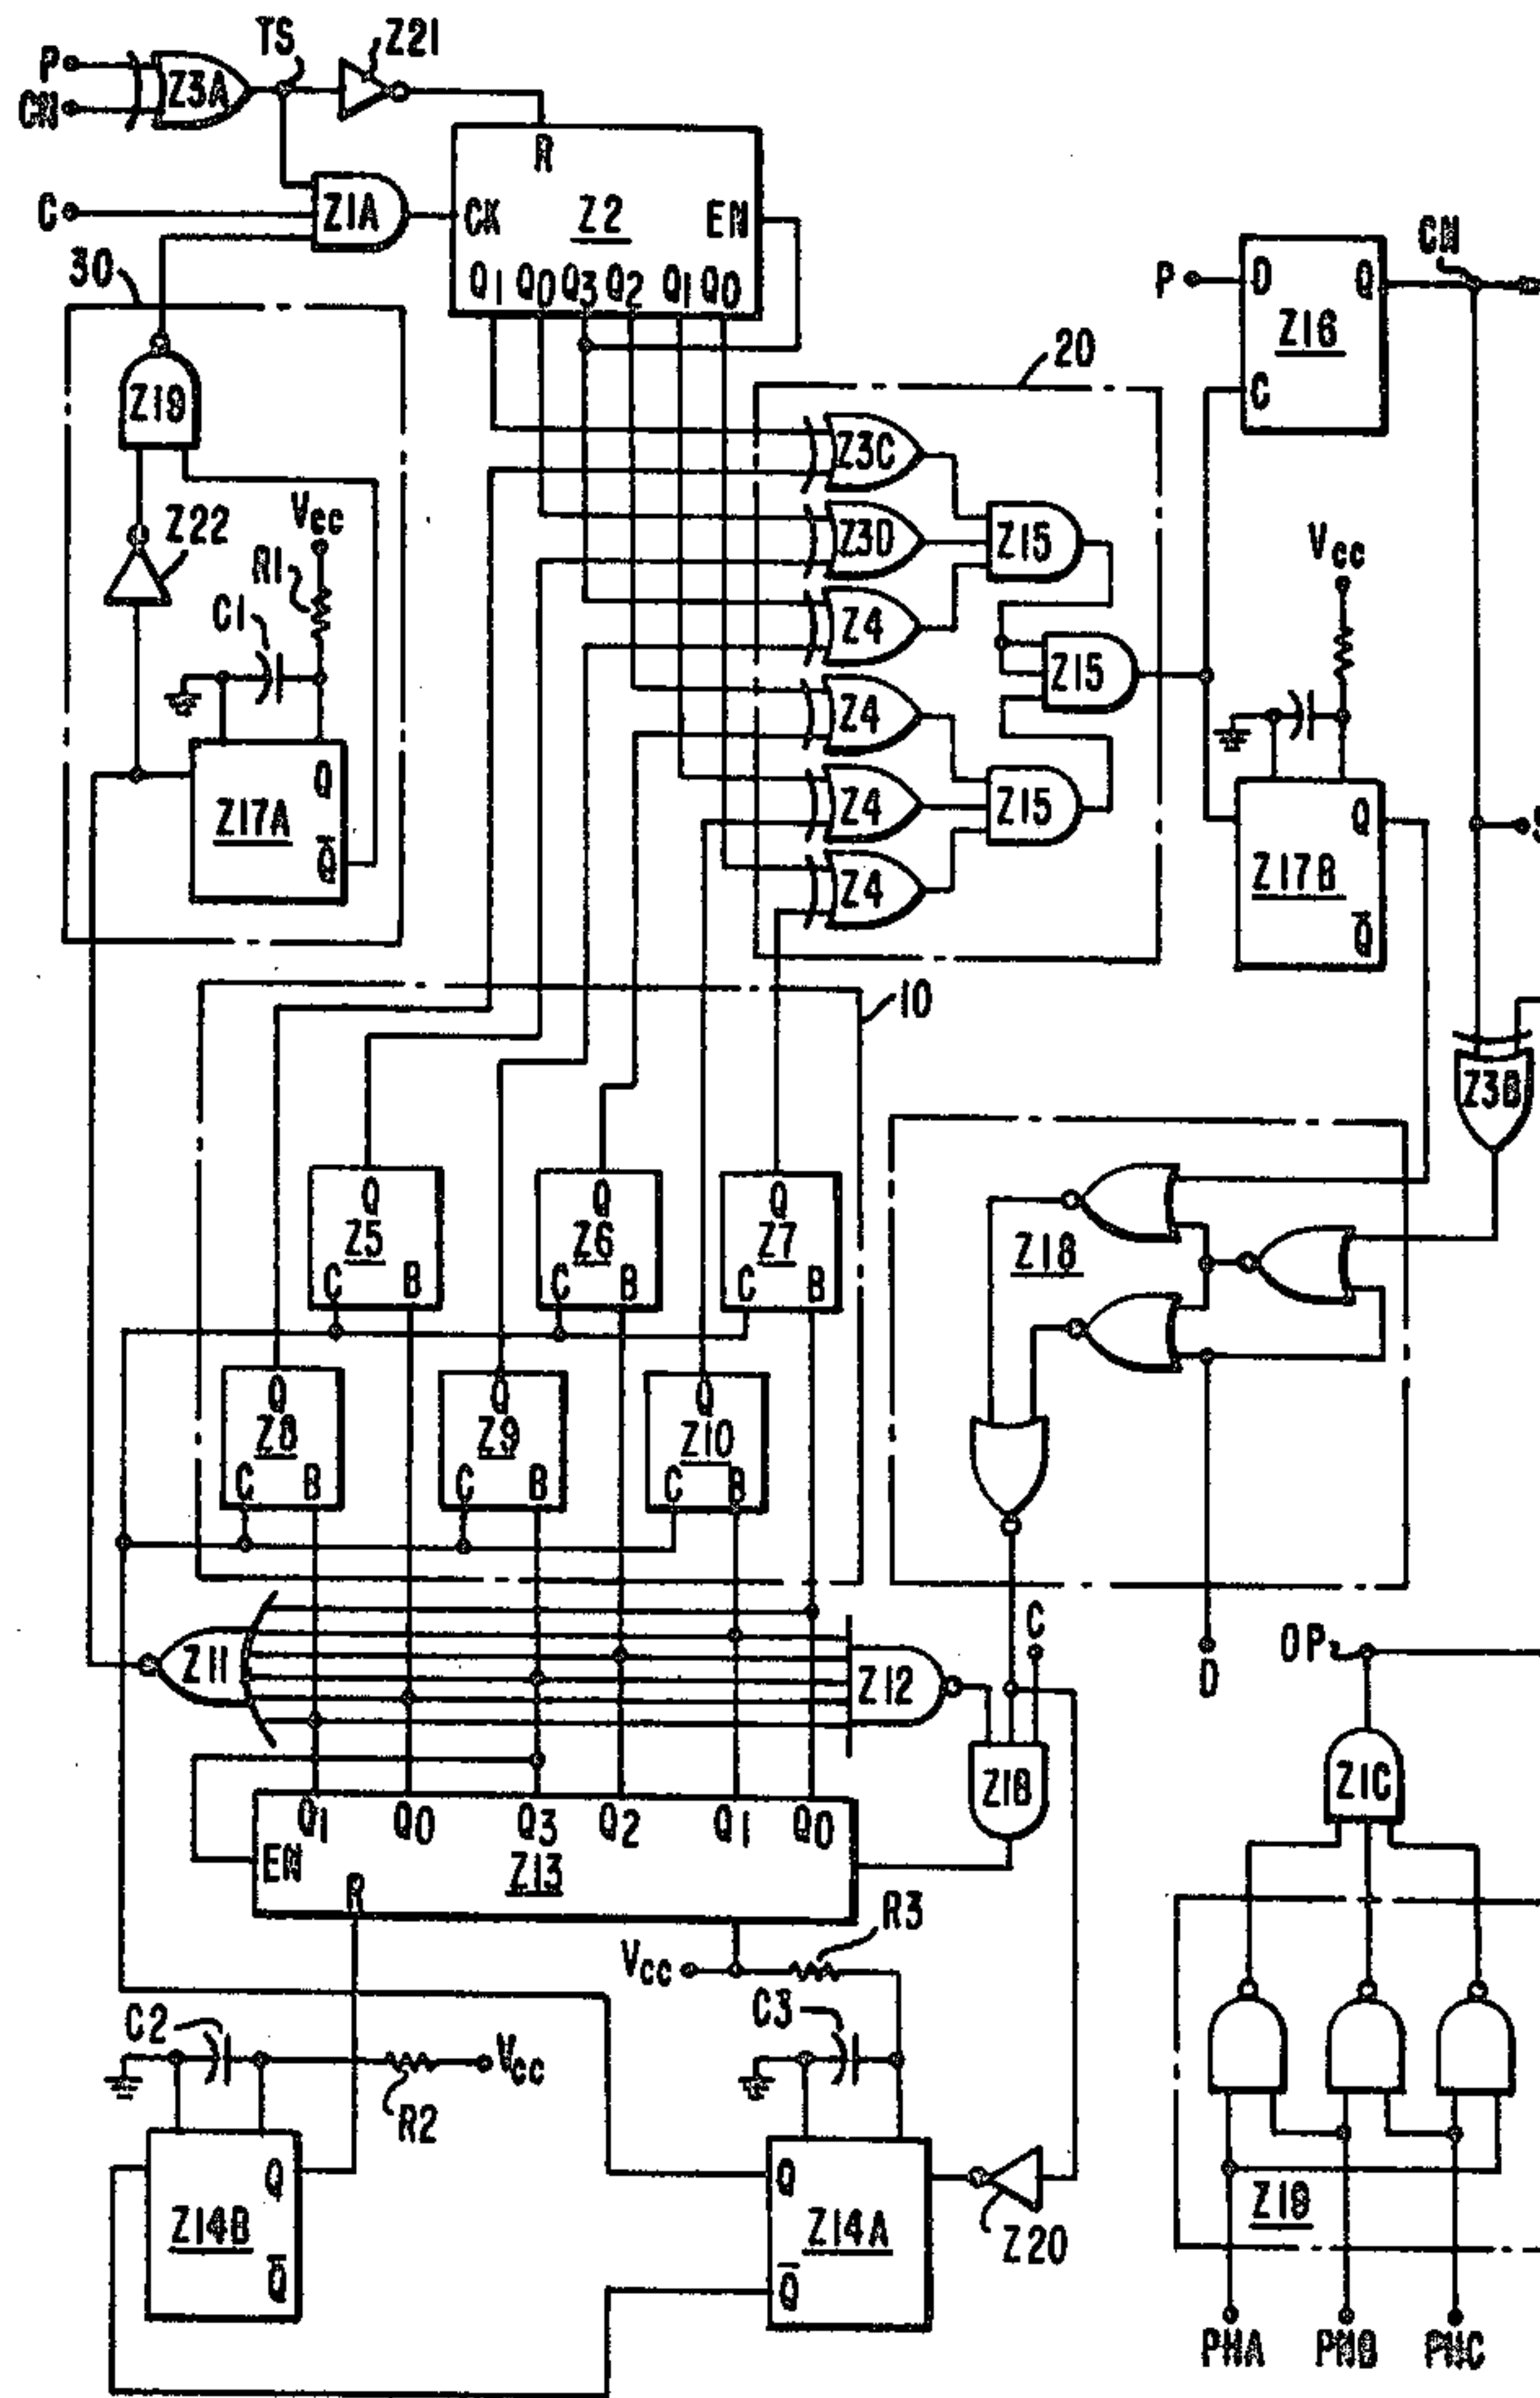 P
CN
Z3A
TS
Z21
R
C
Z1A
CK
Z2
EN
Q1 Q0 Q3 Q2 Q1 Q0
30
Z19
Z22
Vcc
R1
C1
Q
Z17A
Q̅
20
Z3C
Z3D
Z4
Z4
Z4
Z4
Z15
Z15
Z15
P
D
Q
Z16
C
CN
Vcc
Q
Z17B
Q̅
S
Z3B
10
Q
Z5
C B
Q
Z6
C B
Q
Z7
C B
Q
Z8
C B
Q
Z9
C B
Q
Z10
C B
Z18
D
Z11
Z12
C
Z1B
Q1 Q0 Q3 Q2 Q1 Q0
EN
R
Z13
OP
Z1C
R3
Vcc
C2
Vcc
R2
C3
Q
Z14B
Q̅
Q
Z14A
Q̅
Z20
Z19
PHA PHB PHC